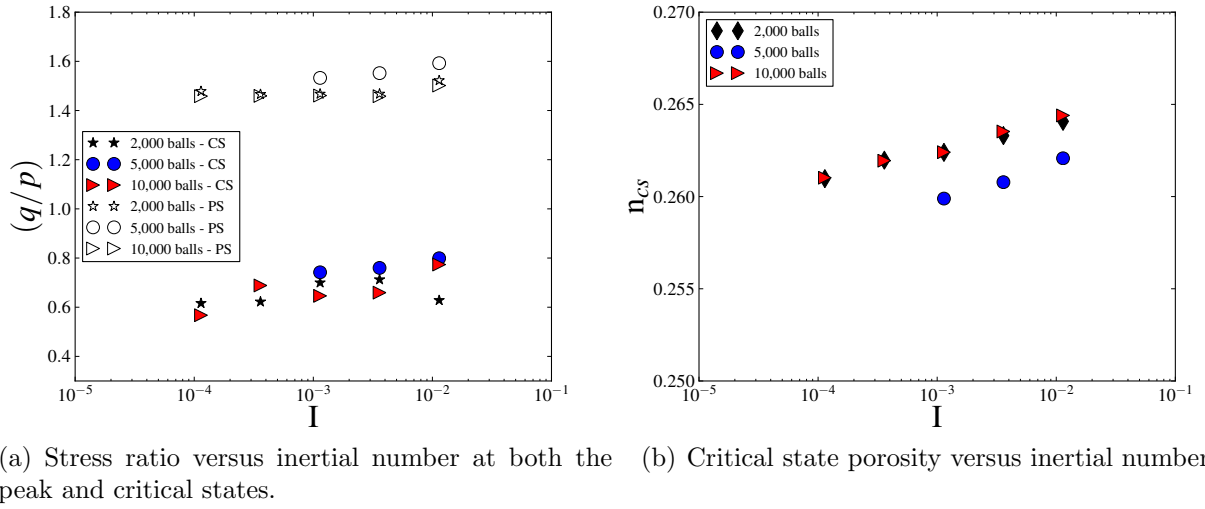 (q/p)
1.8
1.6
1.4
1.2
1.0
0.8
0.6
0.4
2,000 balls - CS
5,000 balls - CS
10,000 balls - CS
2,000 balls - PS
5,000 balls - PS
10,000 balls - PS
10⁻⁵ 10⁻⁴ 10⁻³ 10⁻² 10⁻¹
I
(a) Stress ratio versus inertial number at both the
peak and critical states.
n_cs
0.270
0.265
0.260
0.255
0.250
2,000 balls
5,000 balls
10,000 balls
10⁻⁵ 10⁻⁴ 10⁻³ 10⁻² 10⁻¹
I
(b) Critical state porosity versus inertial number